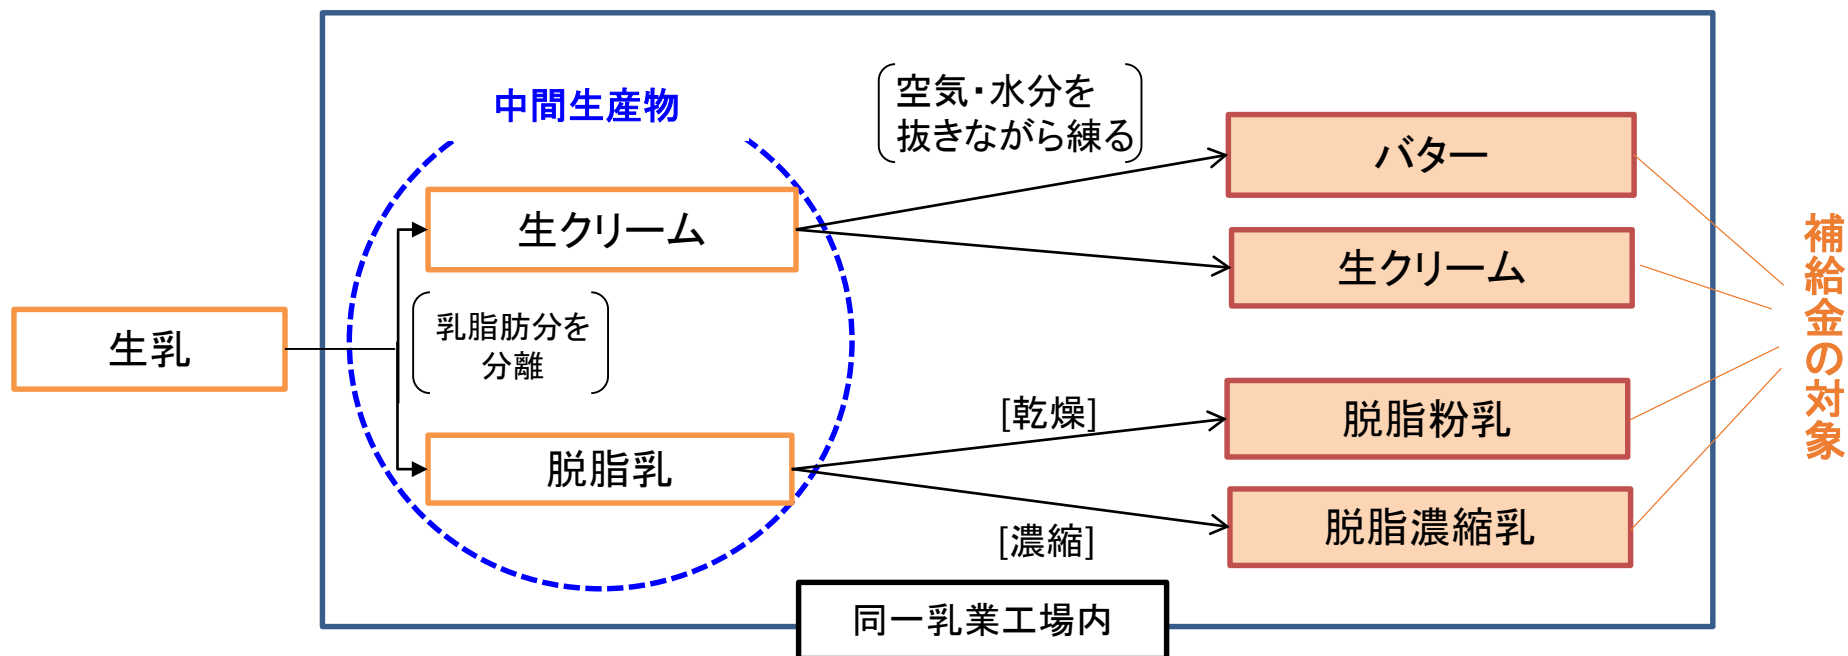 中間生産物
空気・水分を
抜きながら練る
バター
生クリーム
生クリーム
生乳
乳脂肪分を
分離
[乾燥]
脱脂粉乳
脱脂乳
[濃縮]
脱脂濃縮乳
同一乳業工場内
補給金の対象